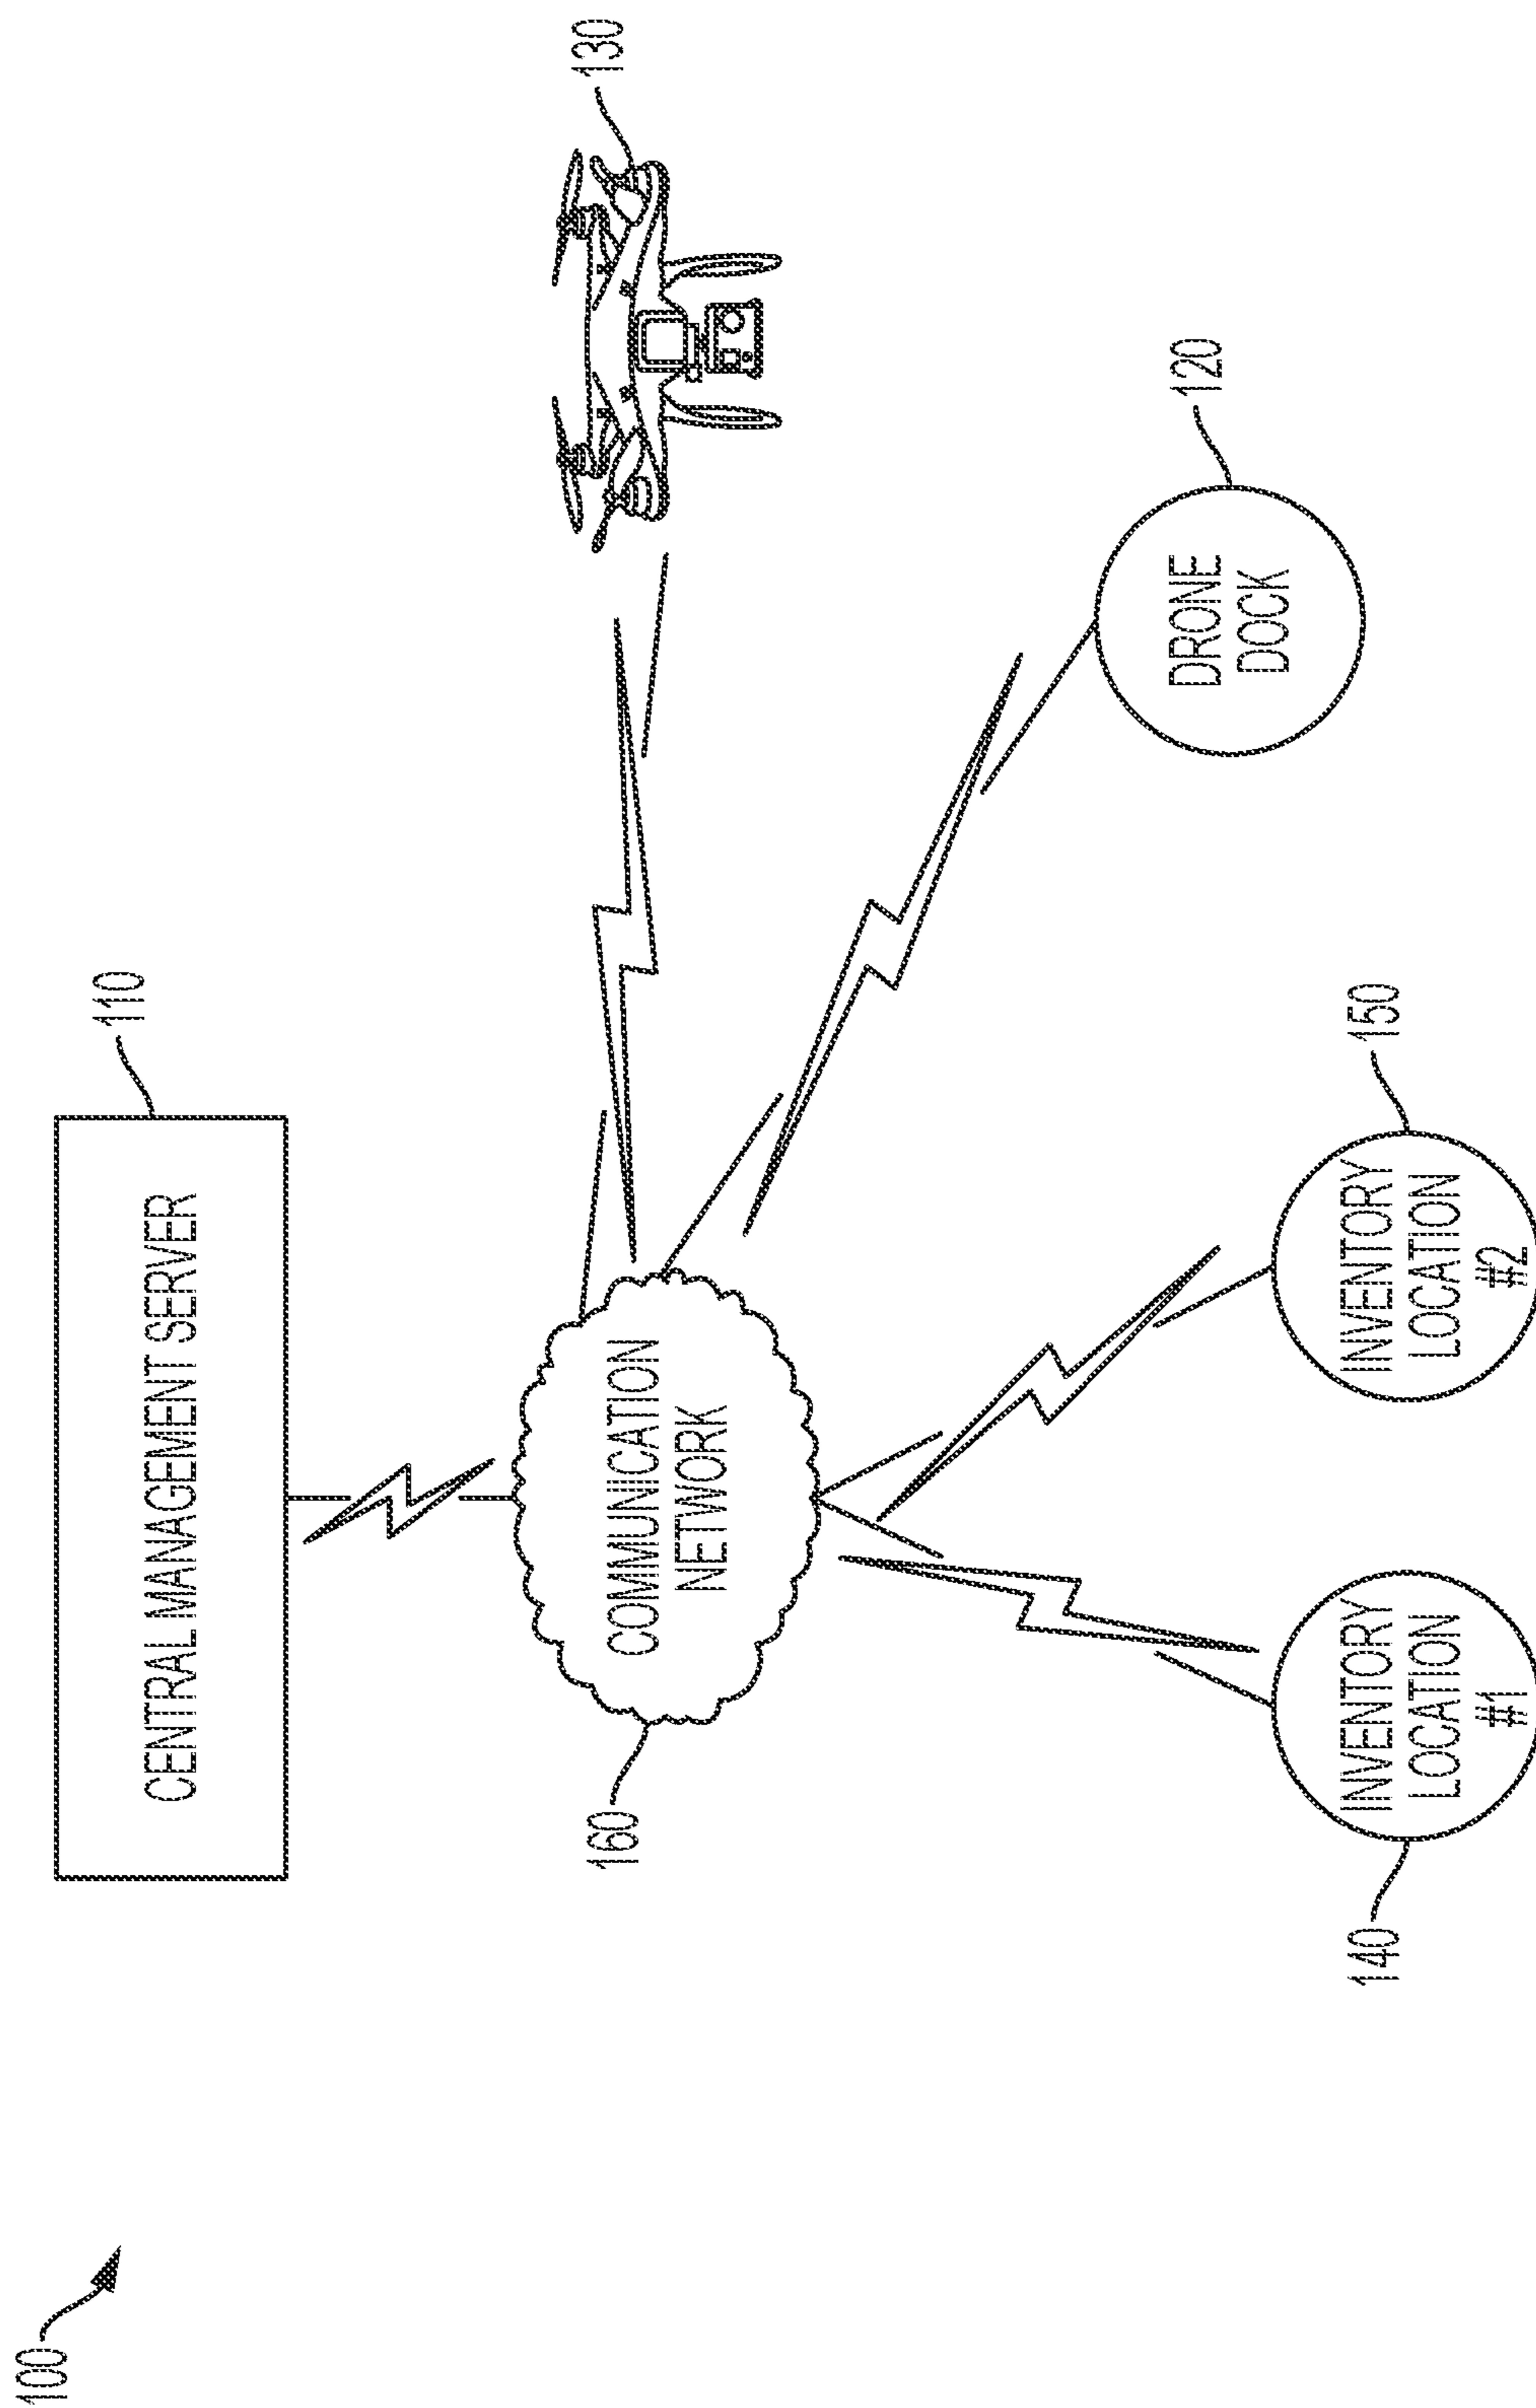 100
110
CENTRAL MANAGEMENT SERVER
130
160
COMMUNICATION
NETWORK
120
DRONE
DOCK
140
INVENTORY
LOCATION
#1
150
INVENTORY
LOCATION
#2